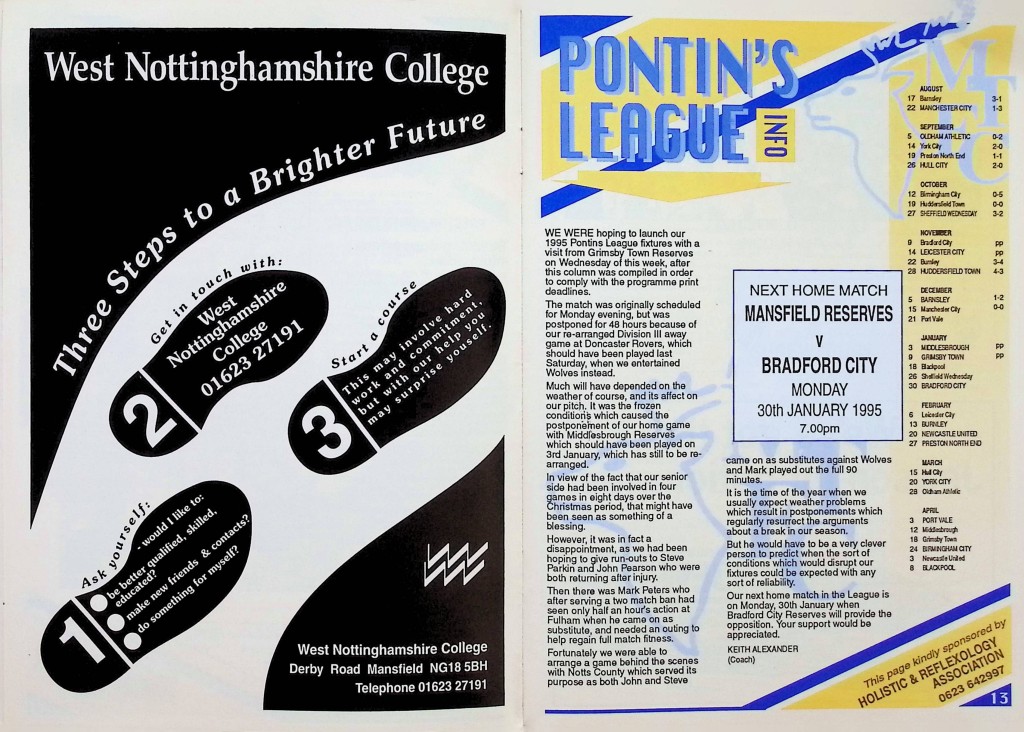 West Nottinghamshire College
Three Steps to a Brighter Future
Get in touch with:
2
West
Nottinghamshire
College
01623 27191
Start a course
3
This may involve hard
work and commitment,
but with our help you
may surprise youself.
Ask yourself:
1
- would I like to:
be better qualified, skilled,
educated?
make new friends & contacts?
do something for myself?
West Nottinghamshire College
Derby Road Mansfield NG18 5BH
Telephone 01623 27191
PONTIN'S
LEAGUE
INFO
WE WERE hoping to launch our
1995 Pontins League fixtures with a
visit from Grimsby Town Reserves
on Wednesday of this week, after
this column was compiled in order
to comply with the programme print
deadlines.
The match was originally scheduled
for Monday evening, but was
postponed for 48 hours because of
our re-arranged Division III away
game at Doncaster Rovers, which
should have been played last
Saturday, when we entertained
Wolves instead.
Much will have depended on the
weather of course, and its affect on
our pitch. It was the frozen
conditions which caused the
postponement of our home game
with Middlesbrough Reserves
which should have been played on
3rd January, which has still to be re-
arranged.
In view of the fact that our senior
side had been involved in four
games in eight days over the
Christmas period, that might have
been seen as something of a
blessing.
However, it was in fact a
disappointment, as we had been
hoping to give run-outs to Steve
Parkin and John Pearson who were
both returning after injury.
Then there was Mark Peters who
after serving a two match ban had
seen only half an hour's action at
Fulham when he came on as
substitute, and needed an outing to
help regain full match fitness.
Fortunately we were able to
arrange a game behind the scenes
with Notts County which served its
purpose as both John and Steve
NEXT HOME MATCH
MANSFIELD RESERVES
V
BRADFORD CITY
MONDAY
30th JANUARY 1995
7.00pm
came on as substitutes against Wolves
and Mark played out the full 90
minutes.
It is the time of the year when we
usually expect weather problems
which result in postponements which
regularly resurrect the arguments
about a break in our season.
But he would have to be a very clever
person to predict when the sort of
conditions which would disrupt our
fixtures could be expected with any
sort of reliability.
Our next home match in the League is
on Monday, 30th January when
Bradford City Reserves will provide the
opposition. Your support would be
appreciated.
KEITH ALEXANDER
(Coach)
MTFC
AUGUST
17 Barnsley 3-1
22 MANCHESTER CITY 1-3
SEPTEMBER
5 OLDHAM ATHLETIC 0-2
14 York City 2-0
19 Preston North End 1-1
26 HULL CITY 2-0
OCTOBER
12 Birmingham City 0-5
19 Huddersfield Town 0-0
27 SHEFFIELD WEDNESDAY 3-2
NOVEMBER
9 Bradford City pp
14 LEICESTER CITY pp
22 Burnley 3-4
28 HUDDERSFIELD TOWN 4-3
DECEMBER
5 BARNSLEY 1-2
15 Manchester City 0-0
21 Port Vale
JANUARY
3 MIDDLESBROUGH pp
9 GRIMSBY TOWN pp
18 Blackpool
26 Sheffield Wednesday
30 BRADFORD CITY
FEBRUARY
6 Leicester City
13 BURNLEY
20 NEWCASTLE UNITED
27 PRESTON NORTH END
MARCH
15 Hull City
20 YORK CITY
28 Oldham Athletic
APRIL
3 PORT VALE
12 Middlesbrough
18 Grimsby Town
24 BIRMINGHAM CITY
3 Newcastle United
8 BLACKPOOL
This page kindly sponsored by
HOLISTIC & REFLEXOLOGY
ASSOCIATION
0623 642997
13